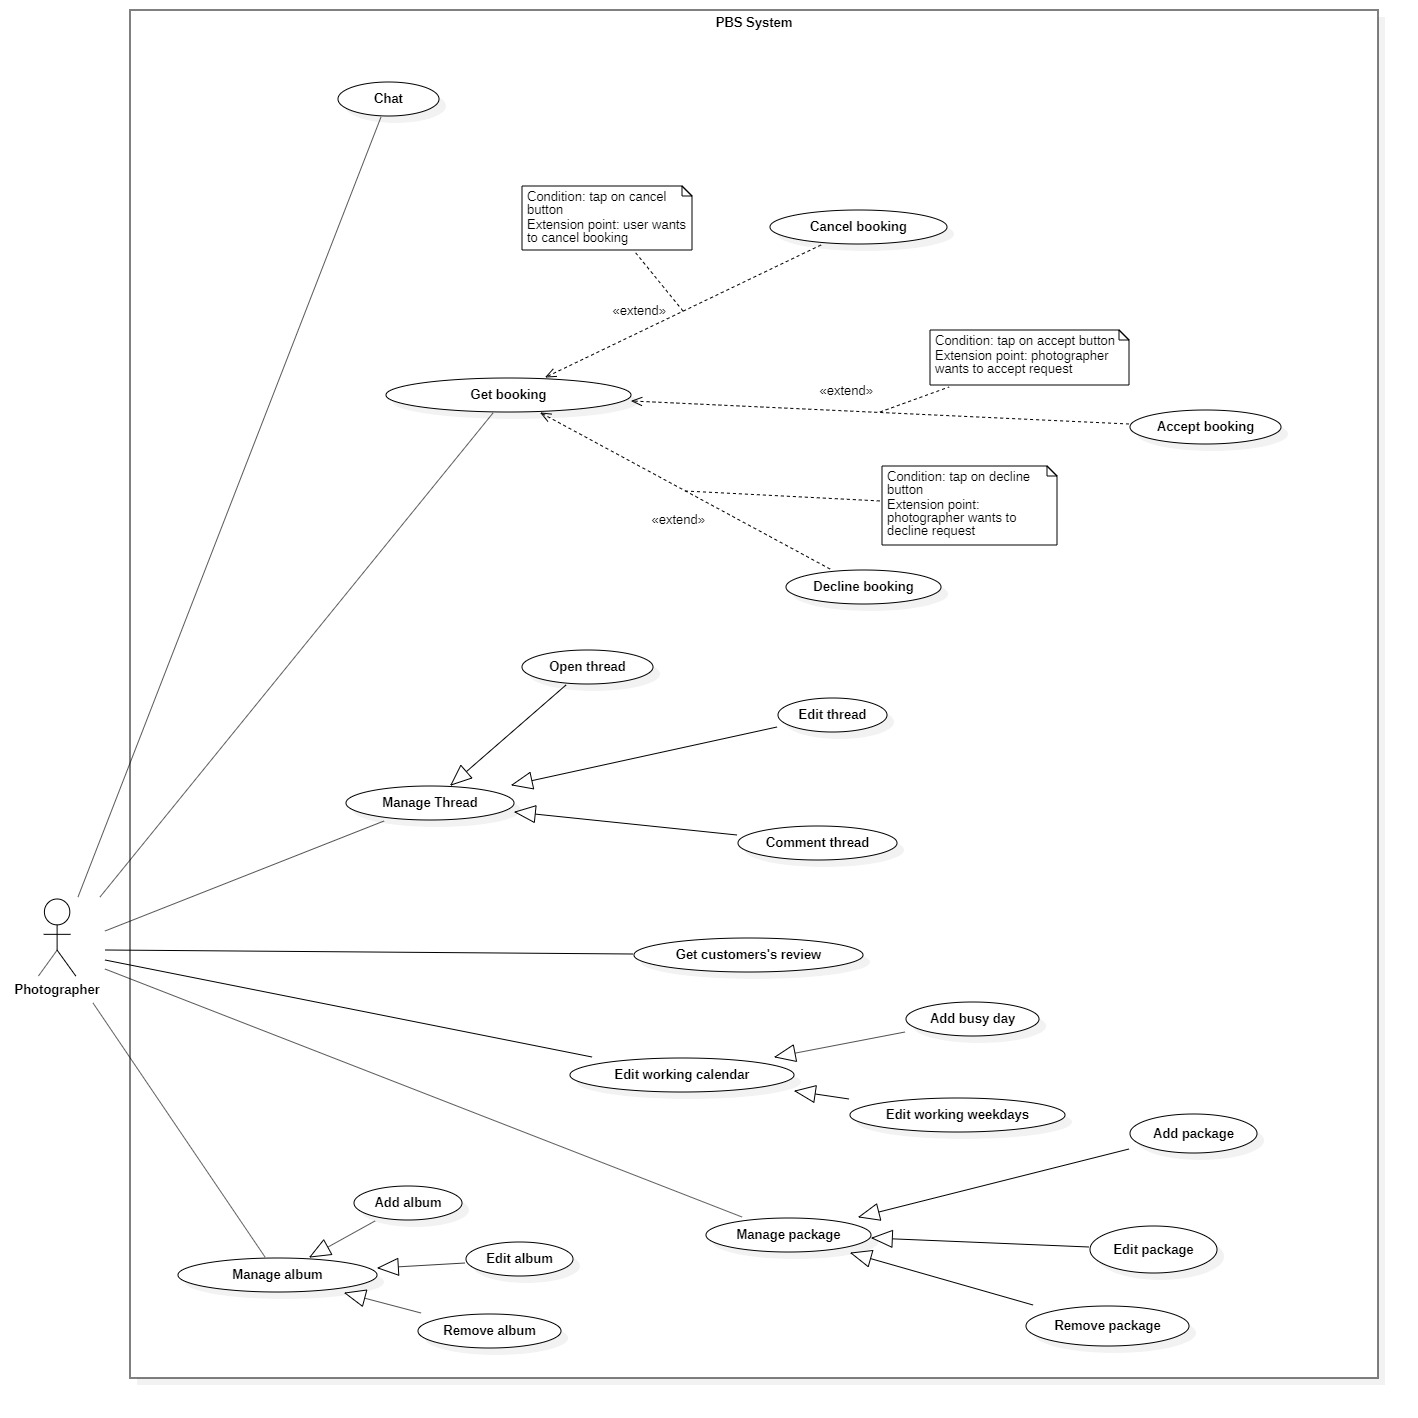 PBS System
Chat
Condition: tap on cancel
button
Extension point: user wants
to cancel booking
Cancel booking
«extend»
Condition: tap on accept button
Extension point: photographer
wants to accept request
«extend»
Get booking
Accept booking
Condition: tap on decline
button
Extension point:
photographer wants to
decline request
«extend»
Decline booking
Open thread
Edit thread
Manage Thread
Comment thread
Get customers's review
Photographer
Add busy day
Edit working calendar
Edit working weekdays
Add package
Add album
Manage package
Edit package
Edit album
Manage album
Remove album
Remove package